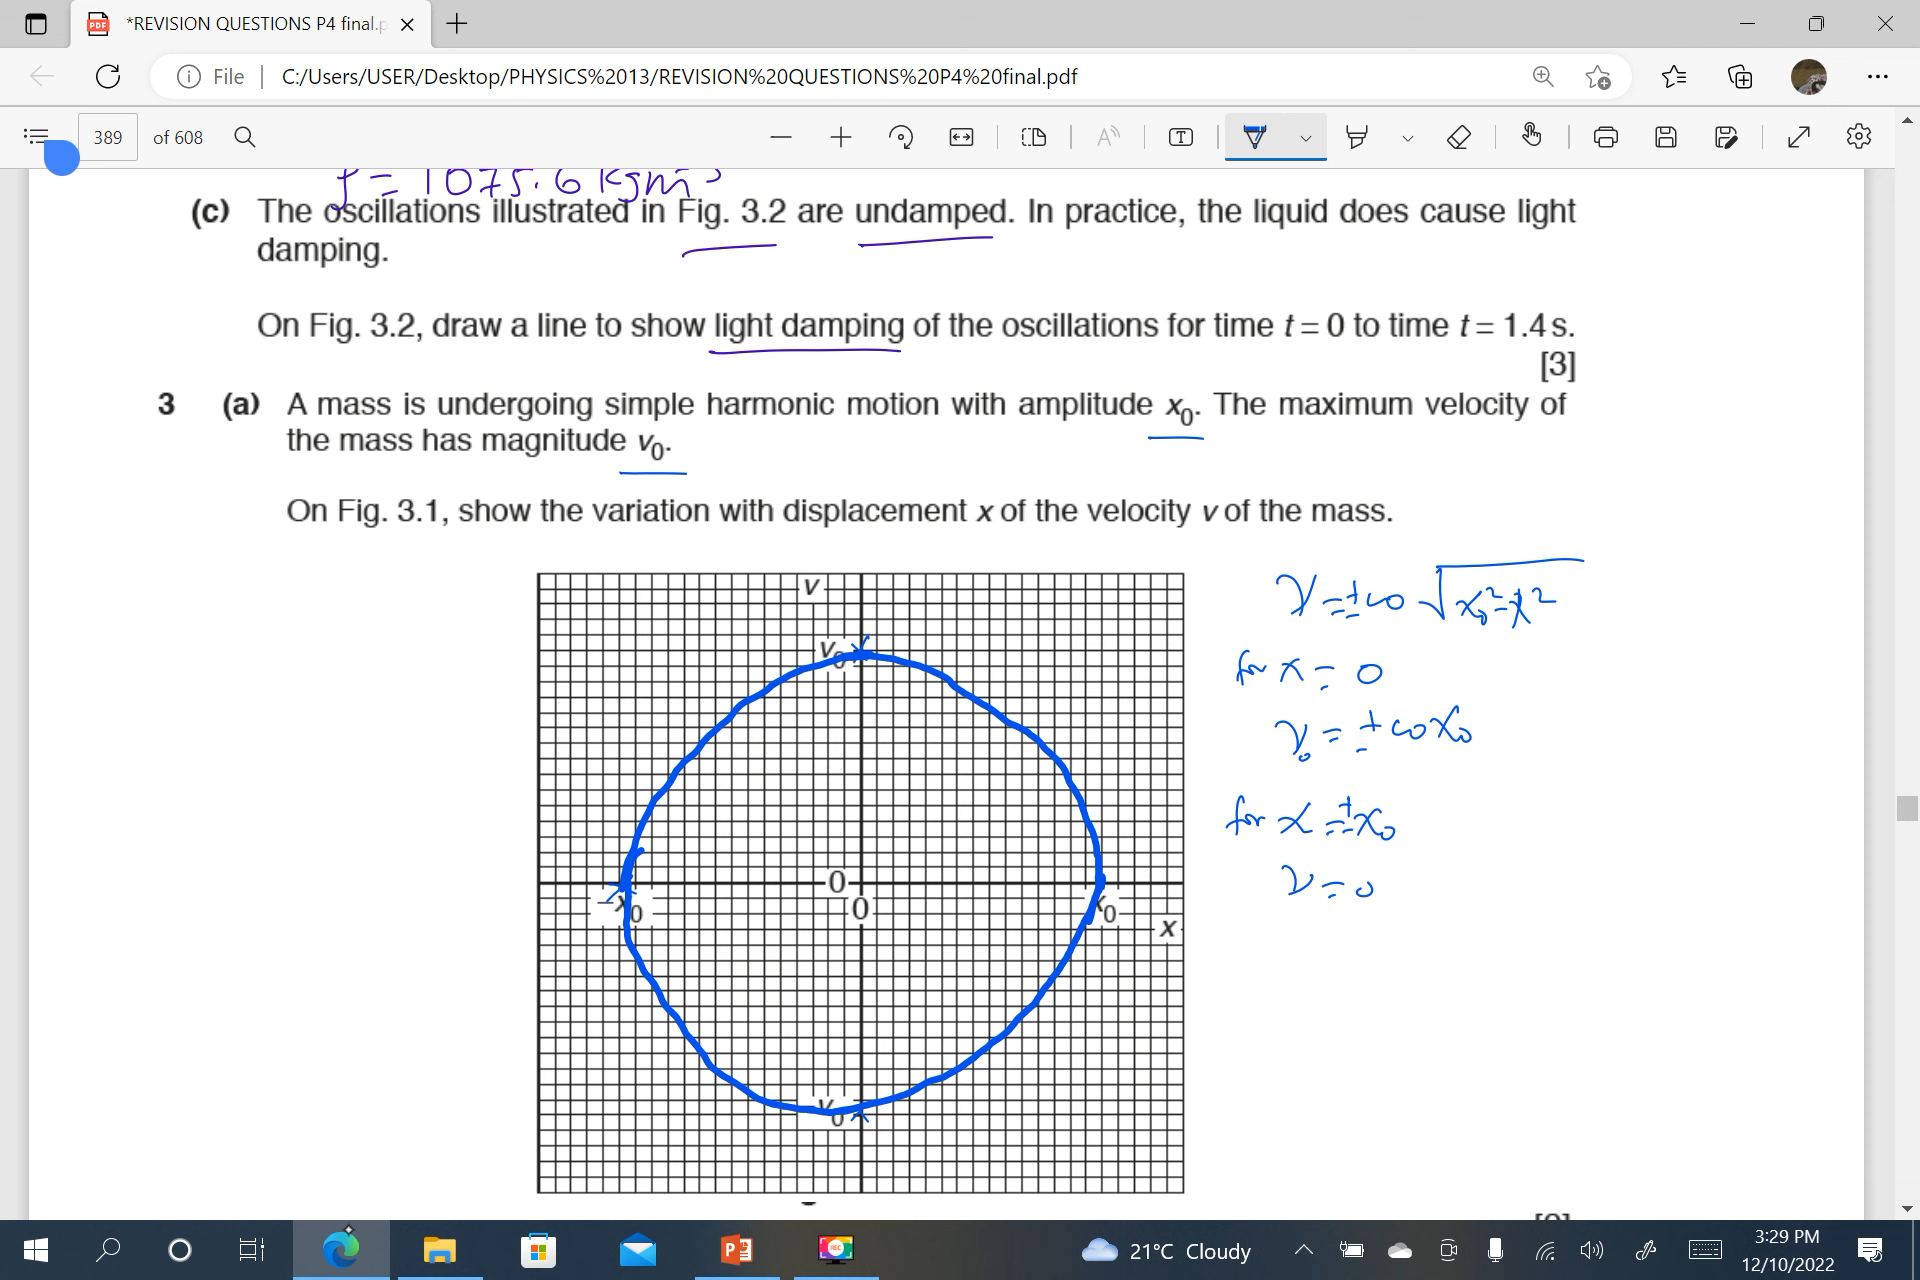 *REVISION QUESTIONS P4 final.p
File
C:/Users/USER/Desktop/PHYSICS%2013/REVISION%20QUESTIONS%20P4%20final.pdf
389 of 608
= 1075.6 kgm
(c) The oscillations illustrated in Fig. 3.2 are undamped. In practice, the liquid does cause light
damping.
On Fig. 3.2, draw a line to show light damping of the oscillations for time t = 0 to time t = 1.4 s.
[3]
3 (a) A mass is undergoing simple harmonic motion with amplitude x₀. The maximum velocity of
the mass has magnitude v₀.
On Fig. 3.1, show the variation with displacement x of the velocity v of the mass.
v
v₀
0
–x₀
0
x₀
x
v₀
v = ±ω√(x₀² – x²)
for x = 0
v₀ = ±ωx₀
for x = ±x₀
v = 0
21°C Cloudy
3:29 PM
12/10/2022